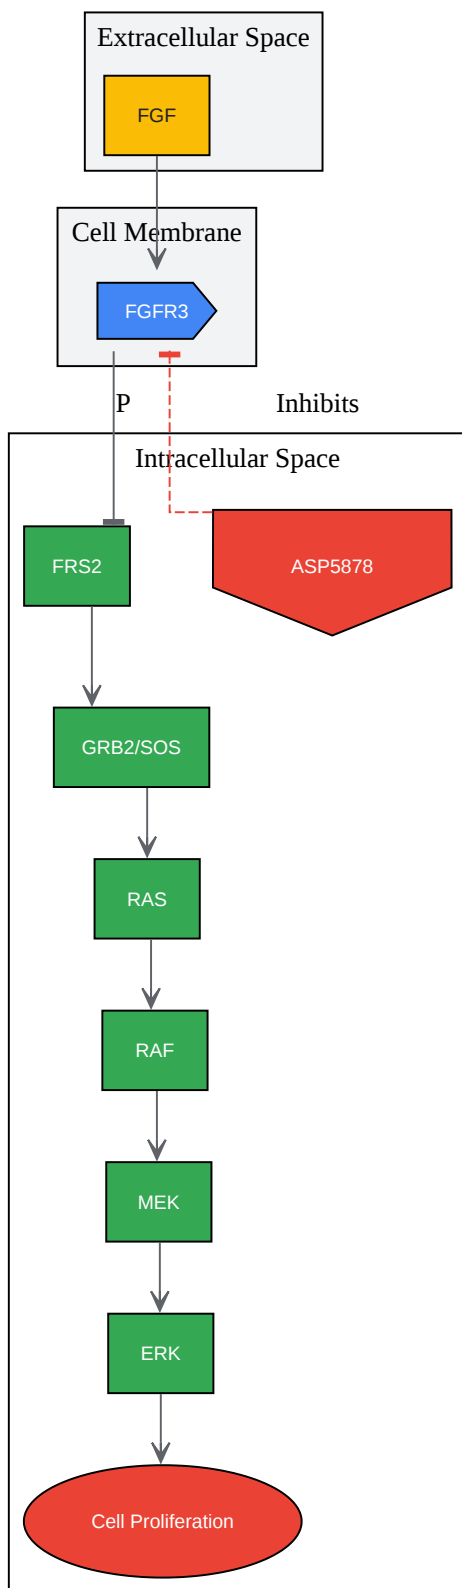 Extracellular Space
FGF
Cell Membrane
FGFR3
P
Inhibits
Intracellular Space
FRS2
ASP5878
GRB2/SOS
RAS
RAF
MEK
ERK
Cell Proliferation